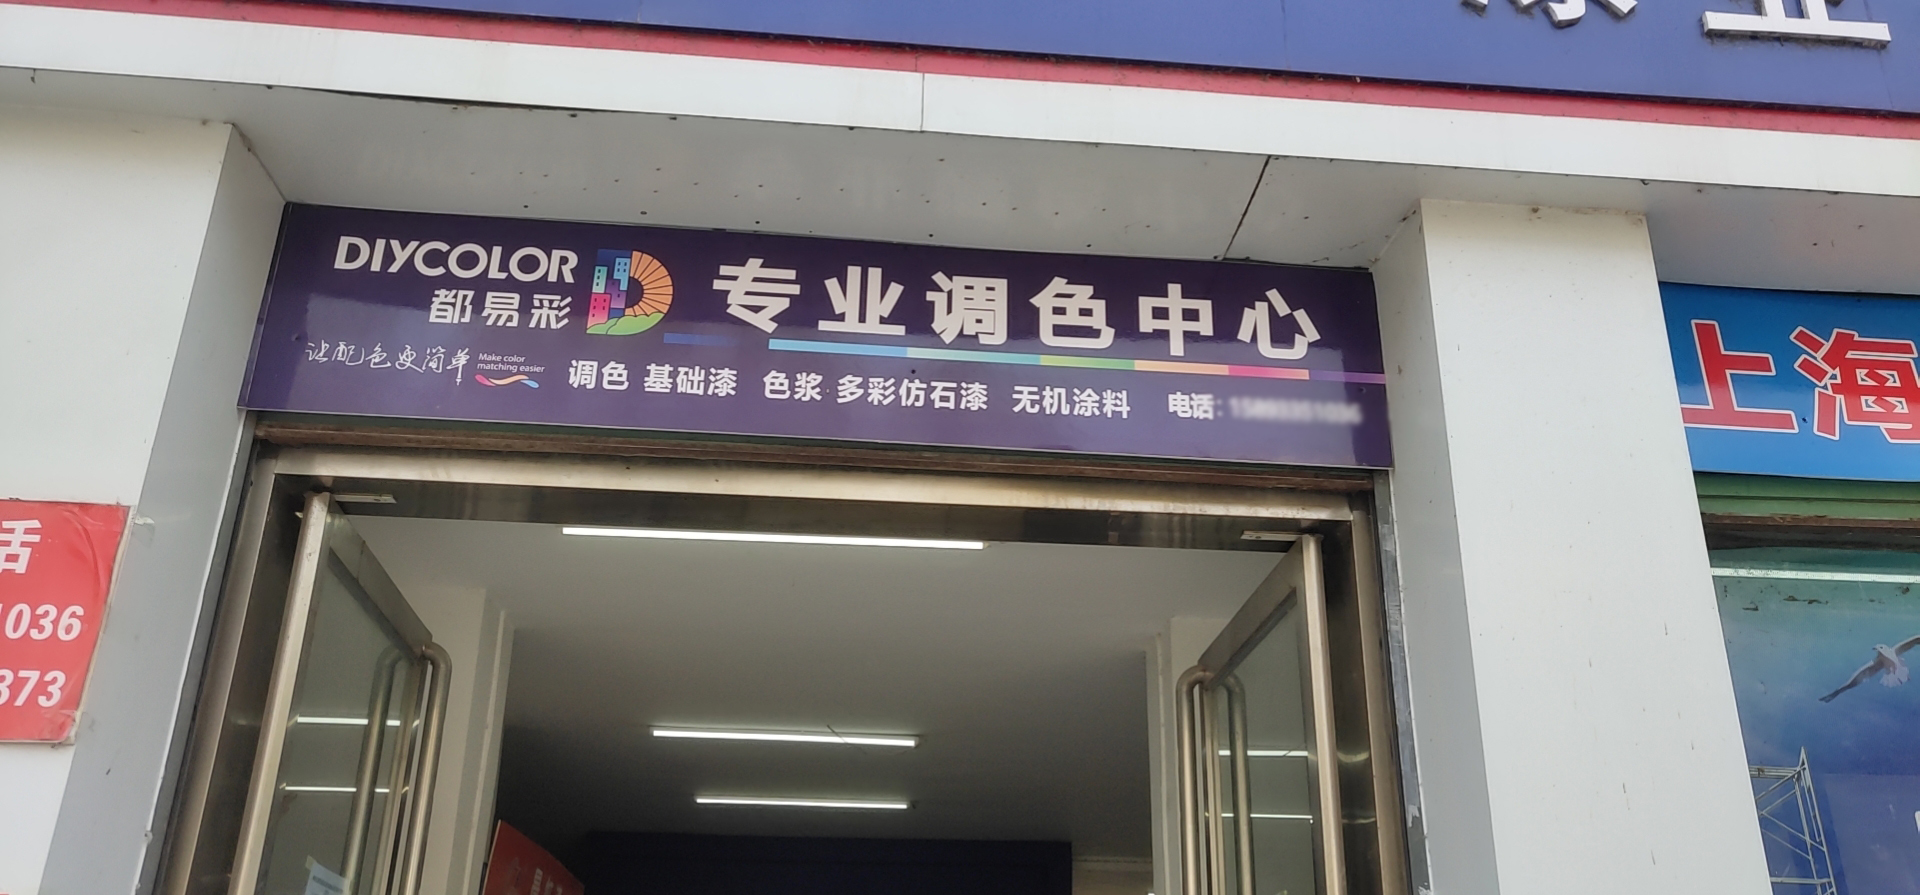 业
DIYCOLOR
都易彩
专业调色中心
让配色更简单
Make color
matching easier
调色 基础漆 色浆 多彩仿石漆 无机涂料 电话:
上海
话
1036
373